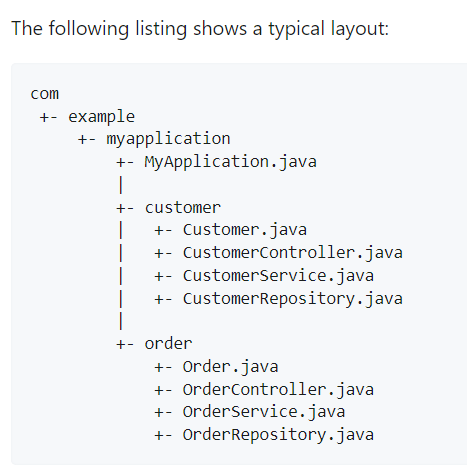 The following listing shows a typical layout:
com
 +- example
     +- myapplication
         +- MyApplication.java
         |
         +- customer
         |   +- Customer.java
         |   +- CustomerController.java
         |   +- CustomerService.java
         |   +- CustomerRepository.java
         |
         +- order
             +- Order.java
             +- OrderController.java
             +- OrderService.java
             +- OrderRepository.java